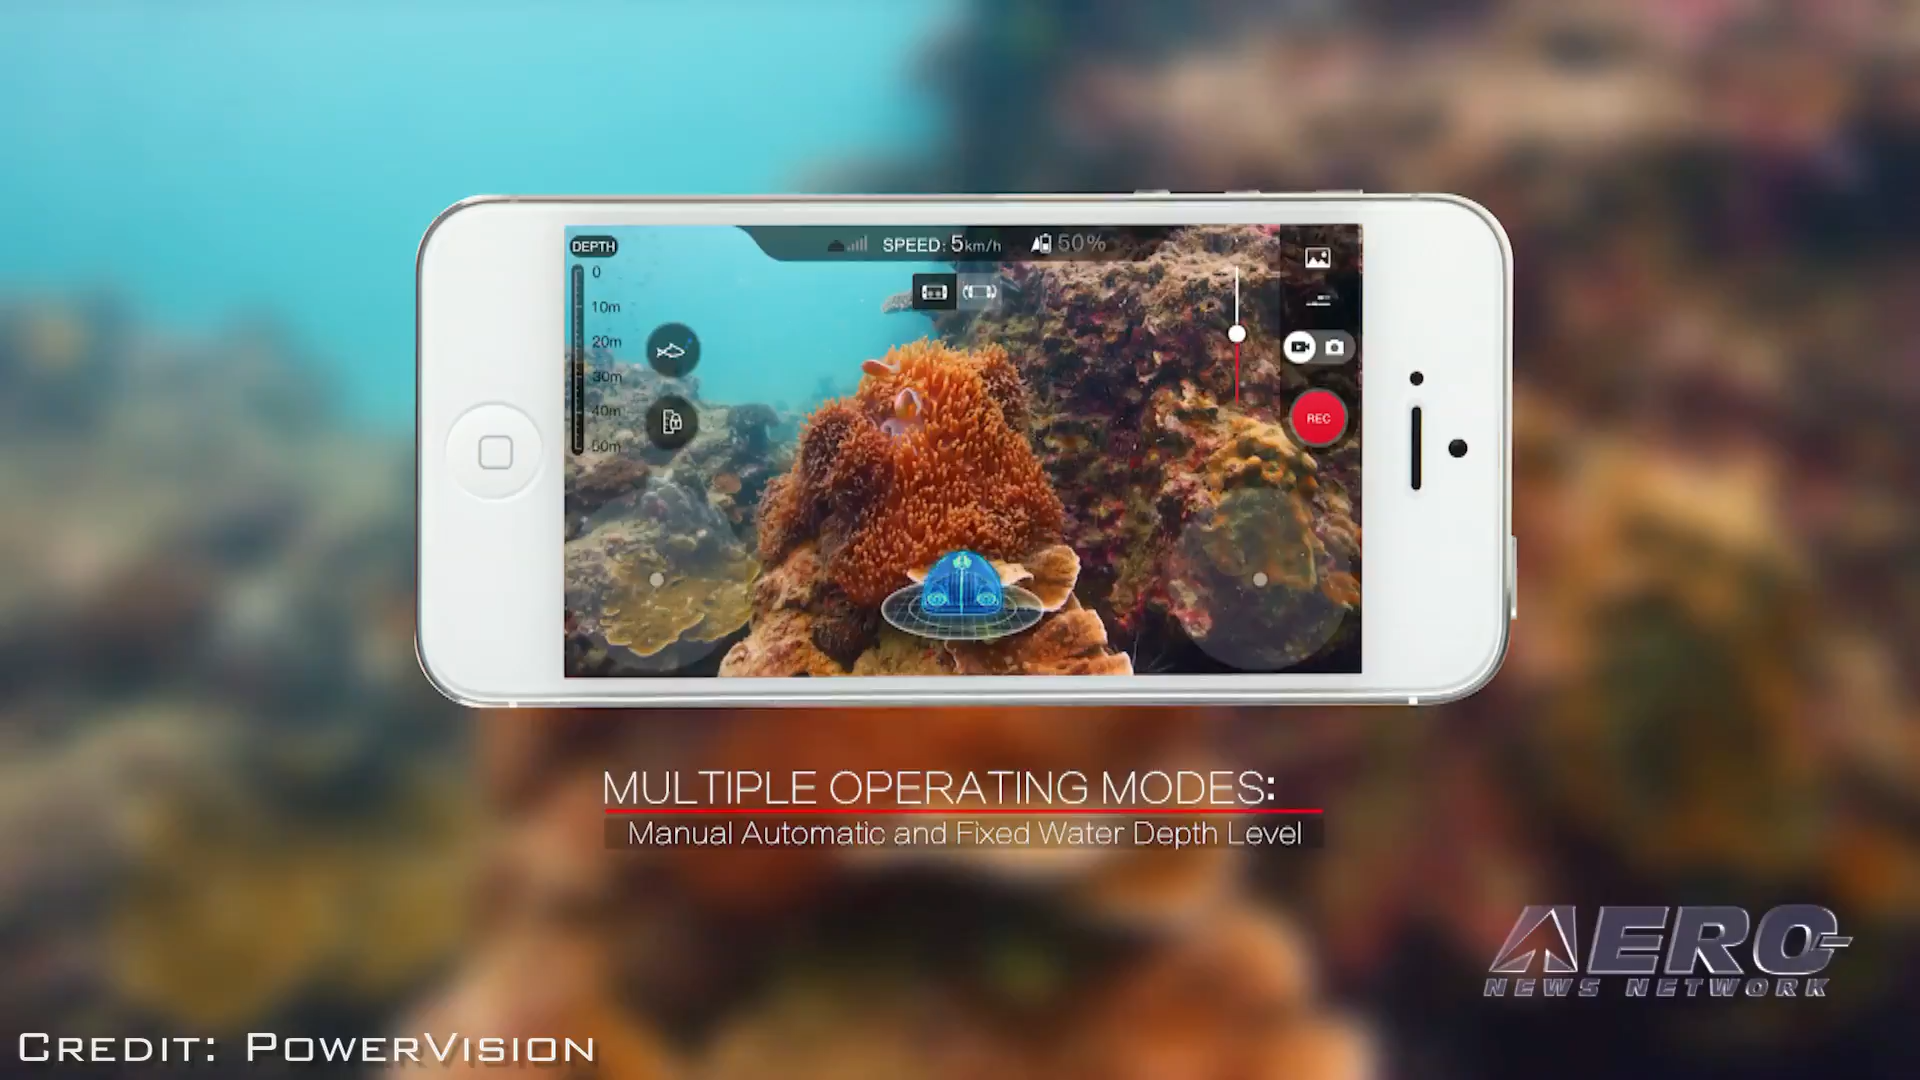 DEPTH
SPEED: 5km/h
50%
0
10m
20m
30m
40m
50m
REC
MULTIPLE OPERATING MODES:
Manual Automatic and Fixed Water Depth Level
AERO
NEWS NETWORK
CREDIT: POWERVISION